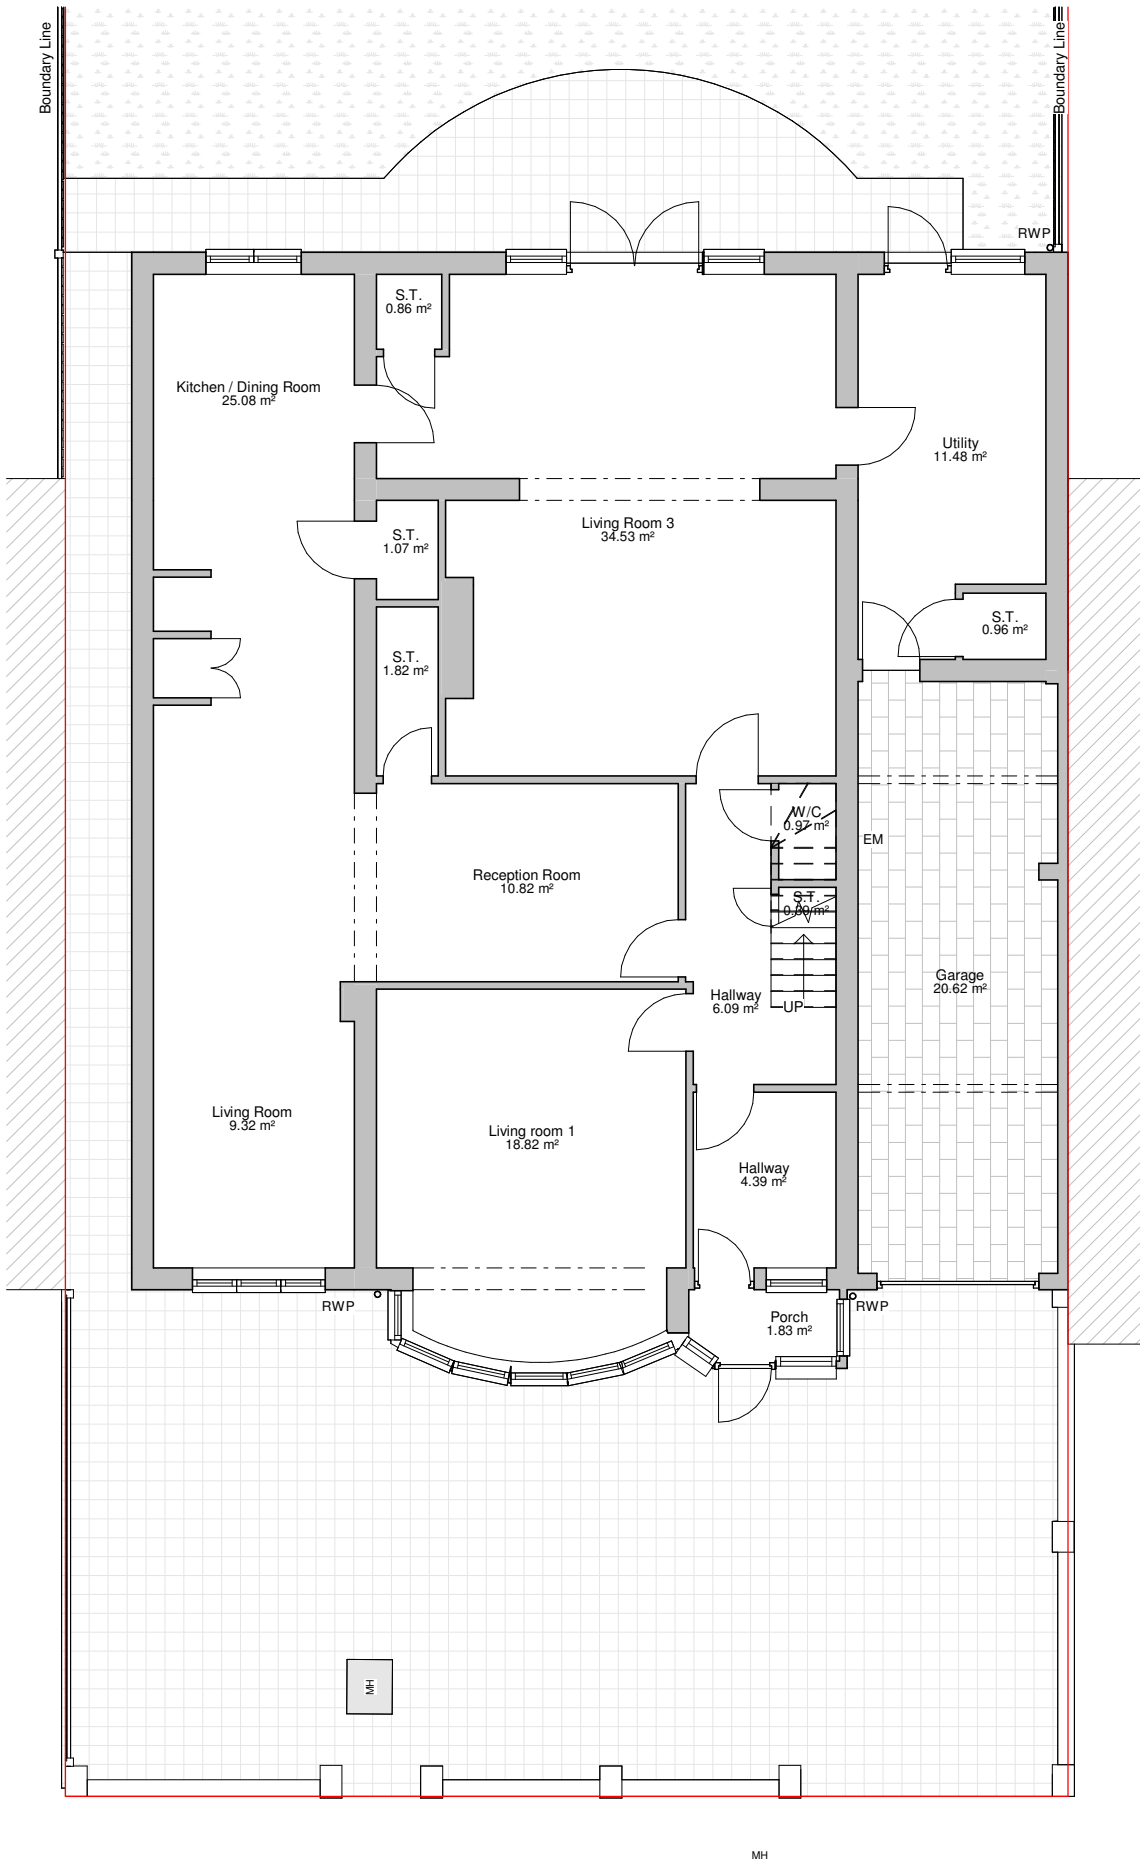 Boundary Line
Boundary Line
RWP
S.T.
0.86 m²
Kitchen / Dining Room
25.08 m²
Utility
11.48 m²
Living Room 3
34.53 m²
S.T.
1.07 m²
S.T.
0.96 m²
S.T.
1.82 m²
W/C
0.97 m²
EM
Reception Room
10.82 m²
S.T.
Garage
20.62 m²
Hallway
6.09 m²
UP
Living Room
9.32 m²
Living room 1
18.82 m²
Hallway
4.39 m²
RWP
RWP
Porch
1.83 m²
MH
MH